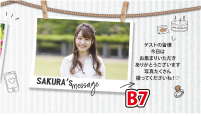 SAKURA's
message
ゲストの皆様
今日は
お集まりいただき
ありがとうございます
写真たくさん
撮ってくださいね♡
B7